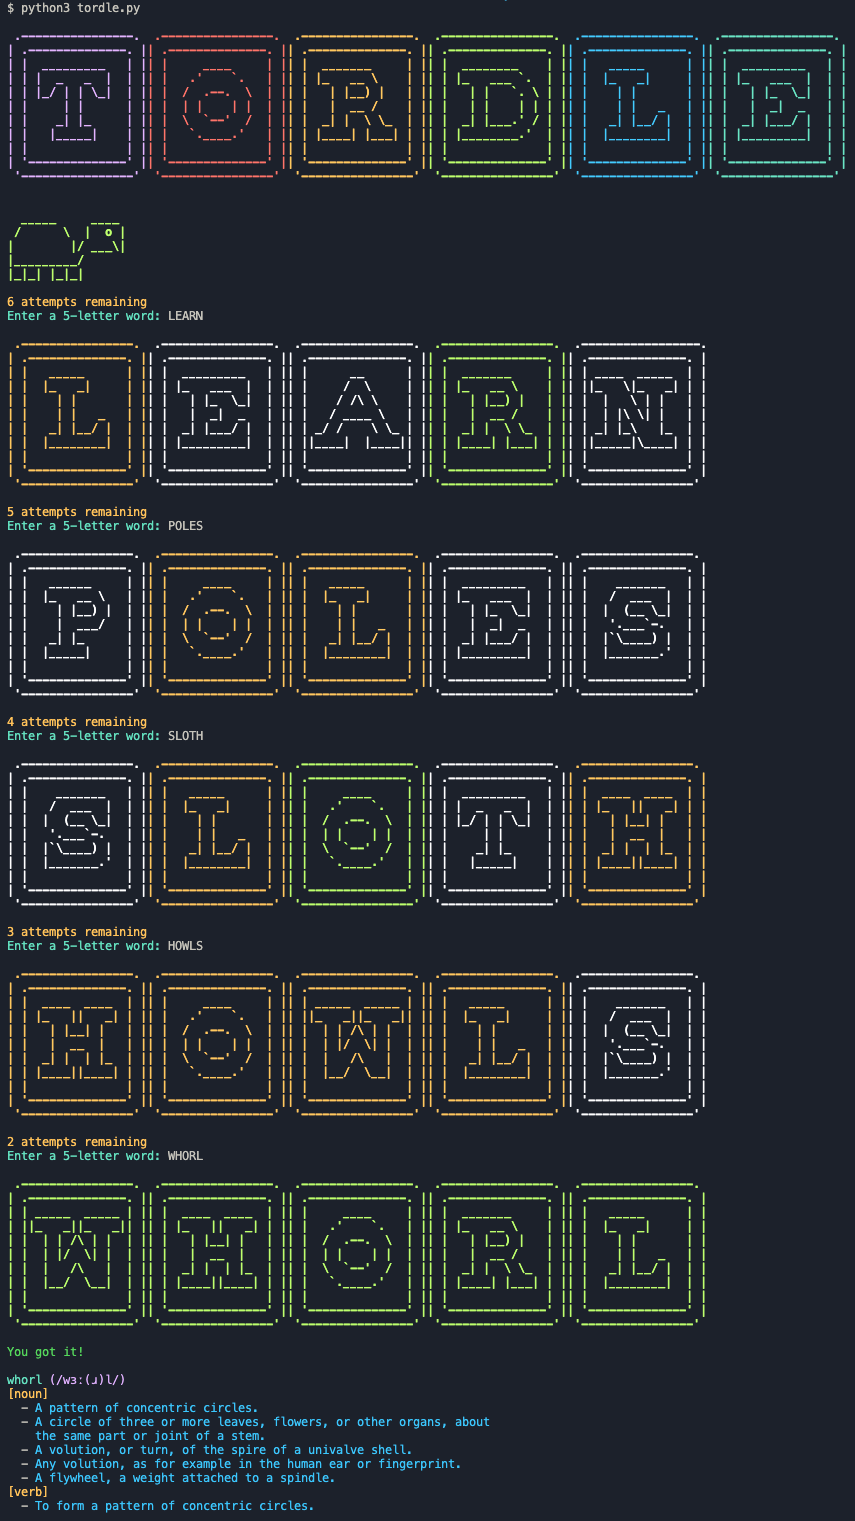 $ python3 tordle.py
TORDLE
6 attempts remaining
Enter a 5-letter word: LEARN
LEARN
5 attempts remaining
Enter a 5-letter word: POLES
POLES
4 attempts remaining
Enter a 5-letter word: SLOTH
SLOTH
3 attempts remaining
Enter a 5-letter word: HOWLS
HOWLS
2 attempts remaining
Enter a 5-letter word: WHORL
WHORL
You got it!
whorl (/wɜː(ɹ)l/)
[noun]
– A pattern of concentric circles.
– A circle of three or more leaves, flowers, or other organs, about
the same part or joint of a stem.
– A volution, or turn, of the spire of a univalve shell.
– Any volution, as for example in the human ear or fingerprint.
– A flywheel, a weight attached to a spindle.
[verb]
– To form a pattern of concentric circles.